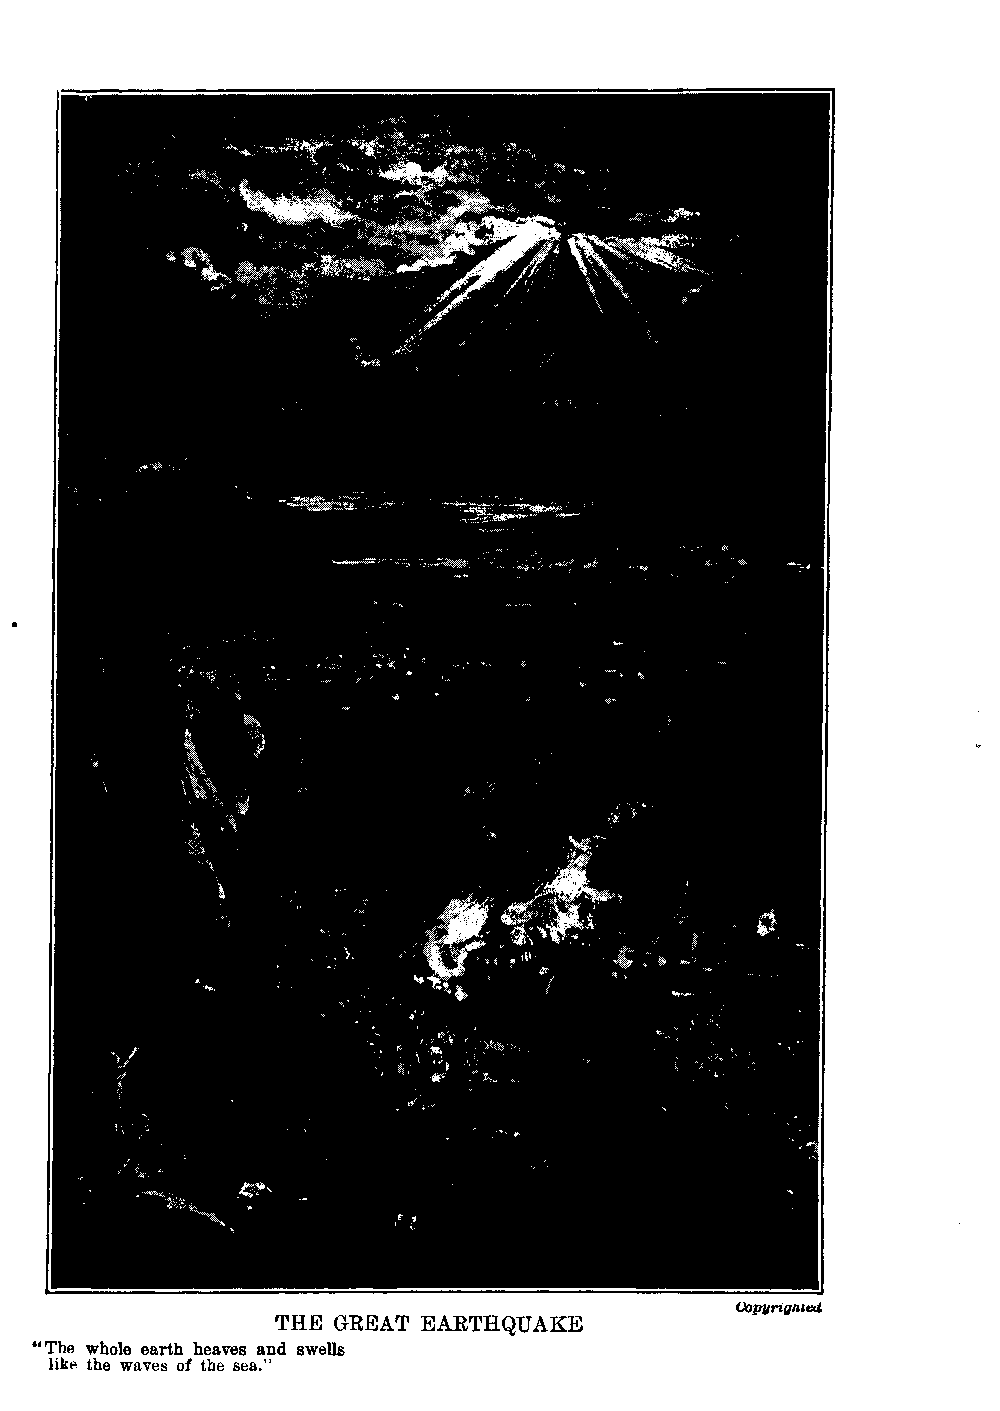 Copyrighted
THE GREAT EARTHQUAKE
"The whole earth heaves and swells
like the waves of the sea."